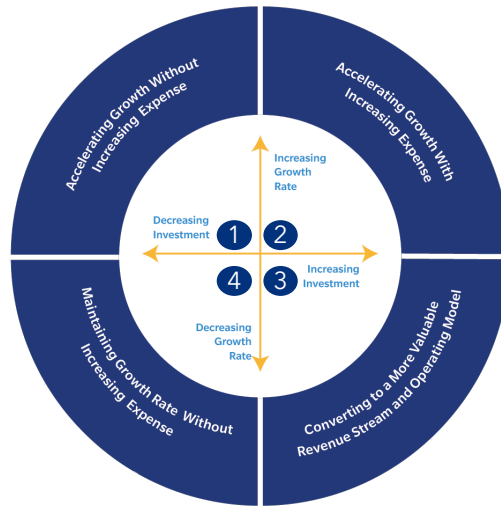 Accelerating Growth Without
Increasing Expense
Accelerating Growth With
Increasing Expense
Increasing
Growth
Rate
Decreasing
Investment
1
2
4
3
Increasing
Investment
Decreasing
Growth
Rate
Maintaining Growth Rate Without
Increasing Expense
Converting to a More Valuable
Revenue Stream and Operating Model